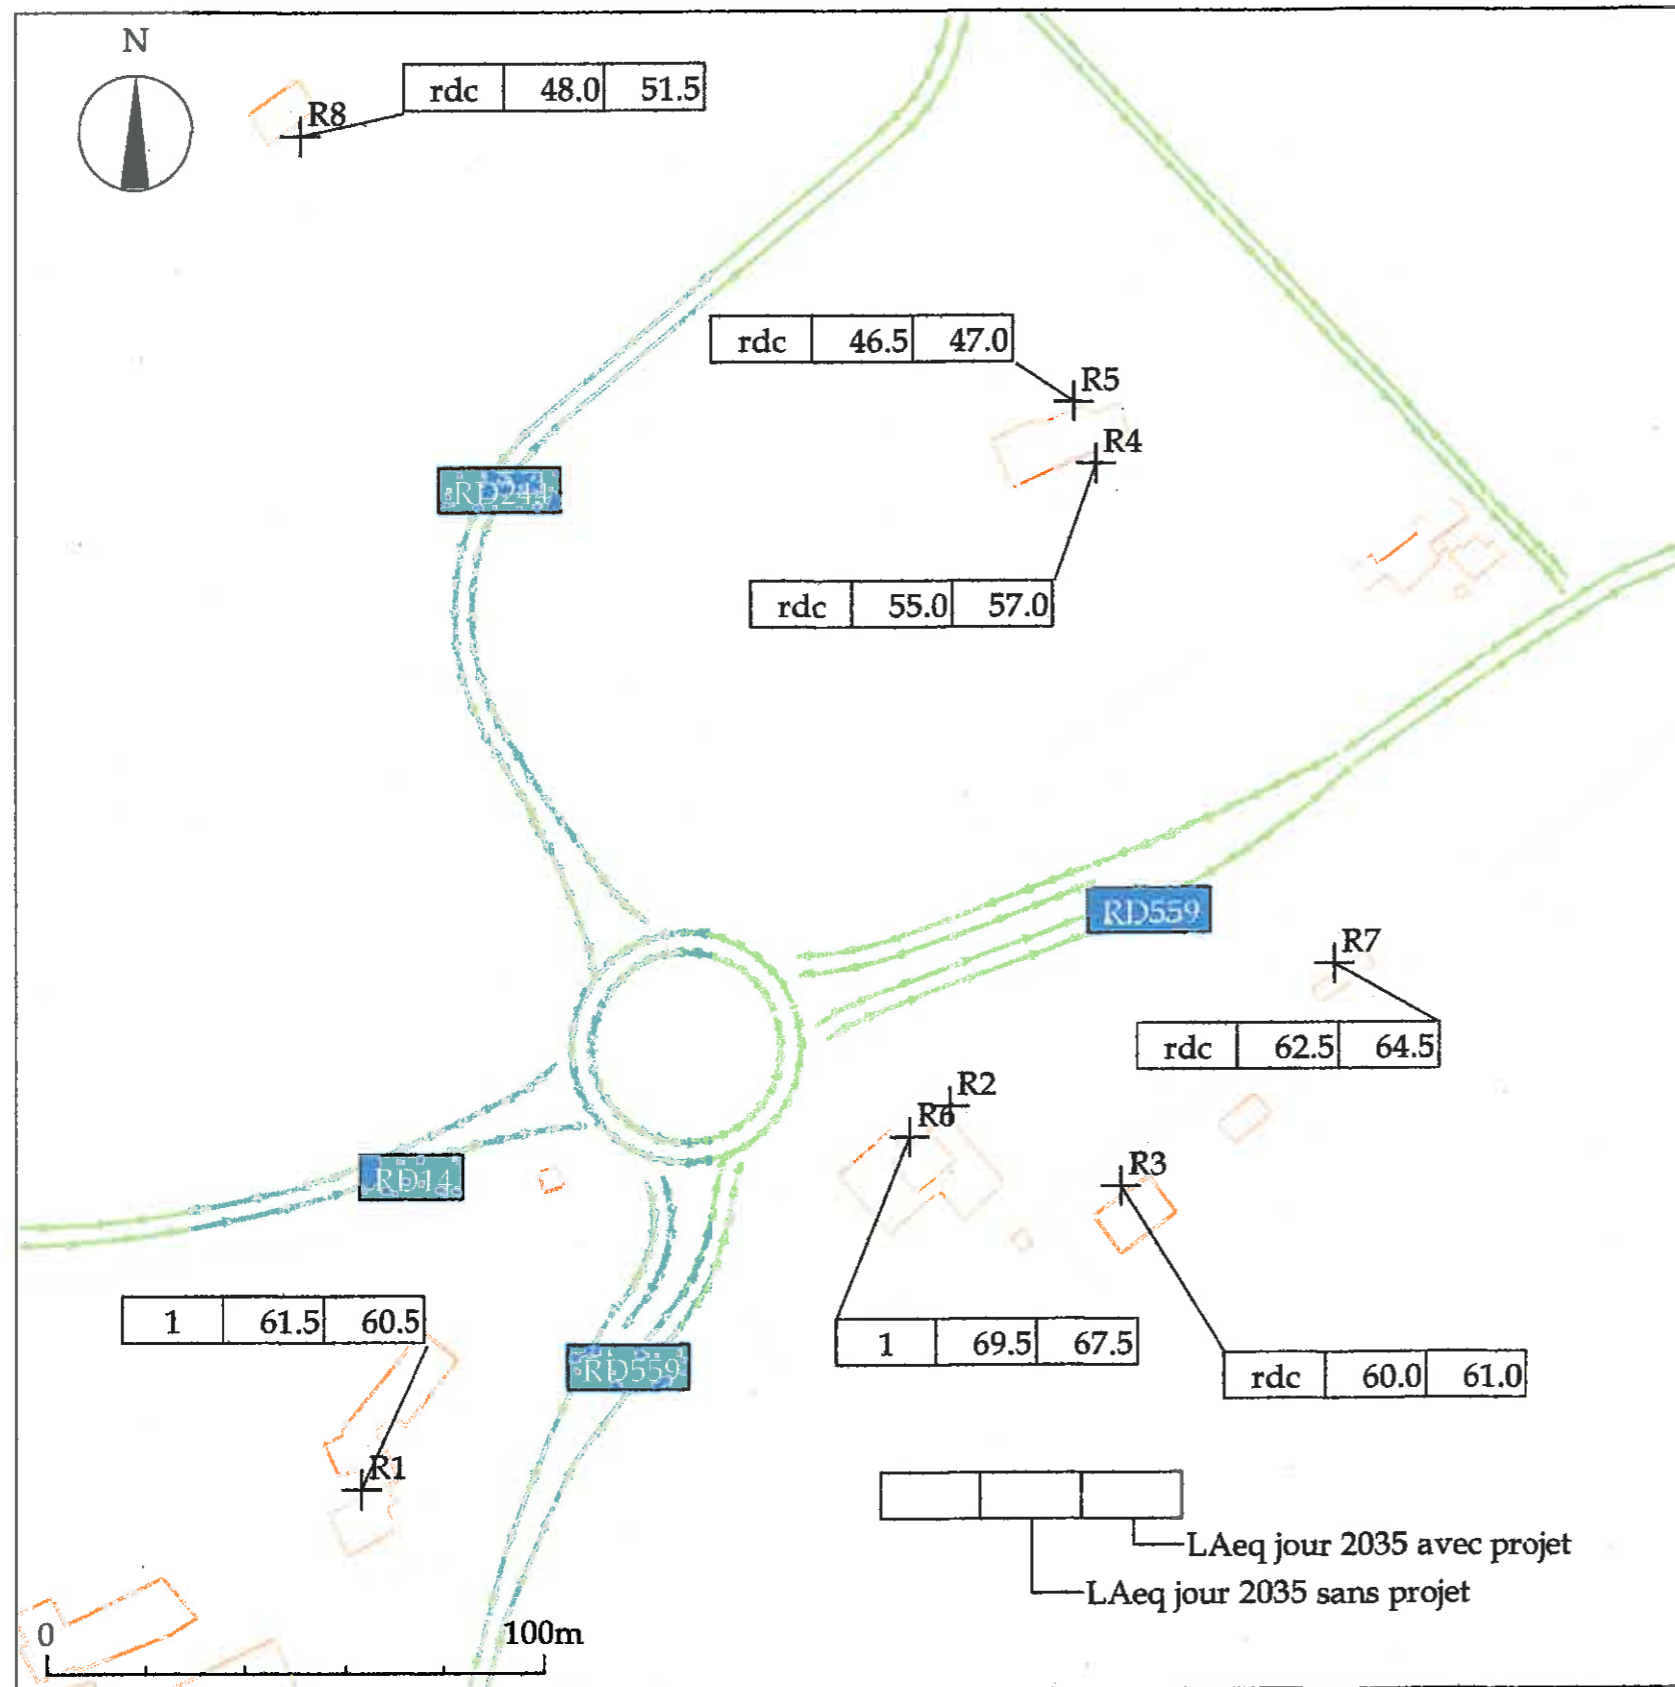 N
rdc 48.0 51.5
R8
rdc 46.5 47.0
R5
R4
RD244
rdc 55.0 57.0
RD559
R7
rdc 62.5 64.5
R2
R6
R3
RD14
1 61.5 60.5
1 69.5 67.5
RD559
rdc 60.0 61.0
R1
LAeq jour 2035 avec projet
LAeq jour 2035 sans projet
0 100m